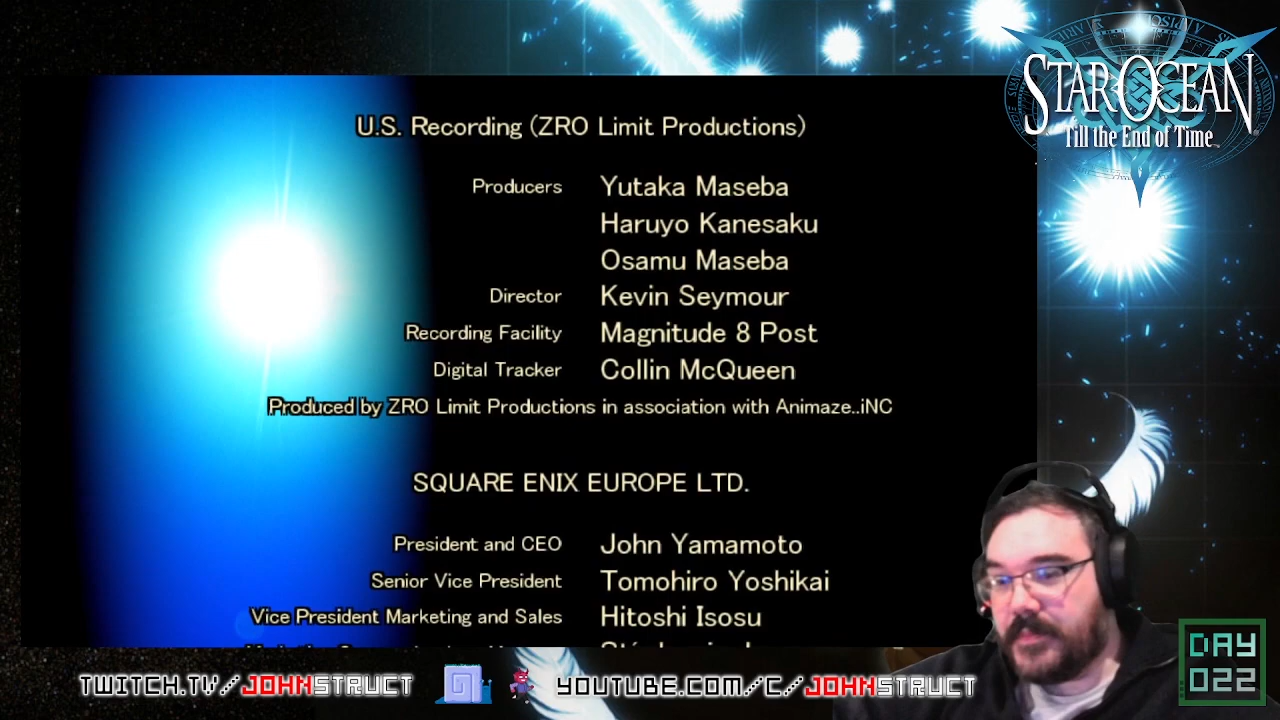 STAR OCEAN
Till the End of Time
U.S. Recording (ZRO Limit Productions)
Producers Yutaka Maseba
Haruyo Kanesaku
Osamu Maseba
Director Kevin Seymour
Recording Facility Magnitude 8 Post
Digital Tracker Collin McQueen
Produced by ZRO Limit Productions in association with Animaze..iNC
SQUARE ENIX EUROPE LTD.
President and CEO John Yamamoto
Senior Vice President Tomohiro Yoshikai
Vice President Marketing and Sales Hitoshi Isosu
TWITCH.TV/JOHNSTRUCT
YOUTUBE.COM/C/JOHNSTRUCT
DAY
022